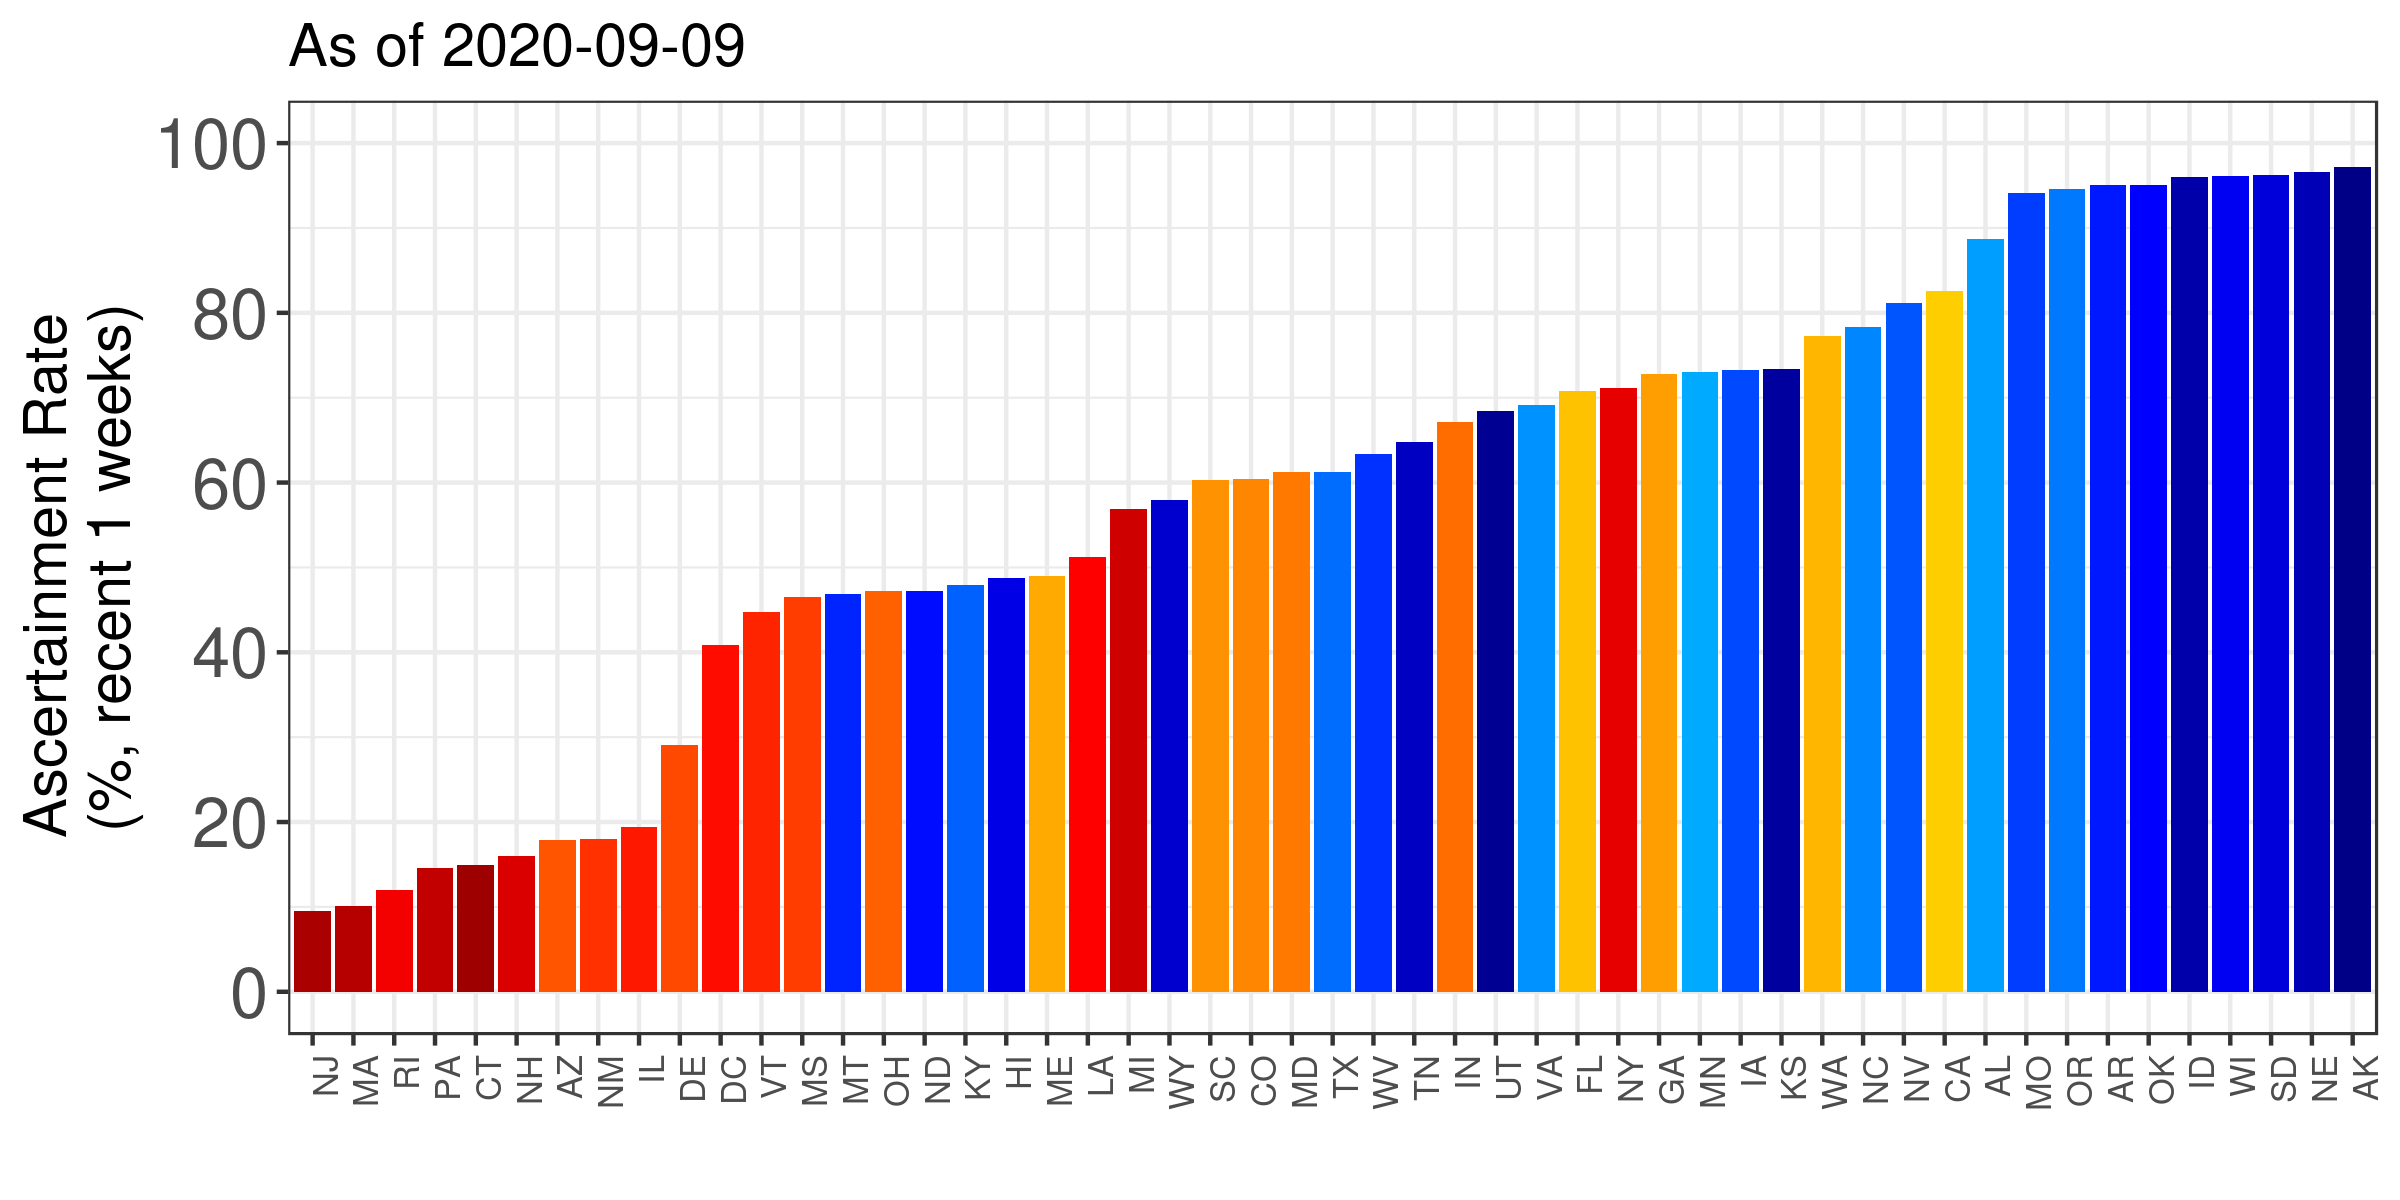 As of 2020-09-09
Ascertainment Rate
(%, recent 1 weeks)
100
80
60
40
20
0
NJ MA RI PA CT NH AZ NM IL DE DC VT MS MT OH ND KY HI ME LA MI WY SC CO MD TX WV TN IN UT VA FL NY GA MN IA KS WA NC NV CA AL MO OR AR OK ID WI SD NE AK